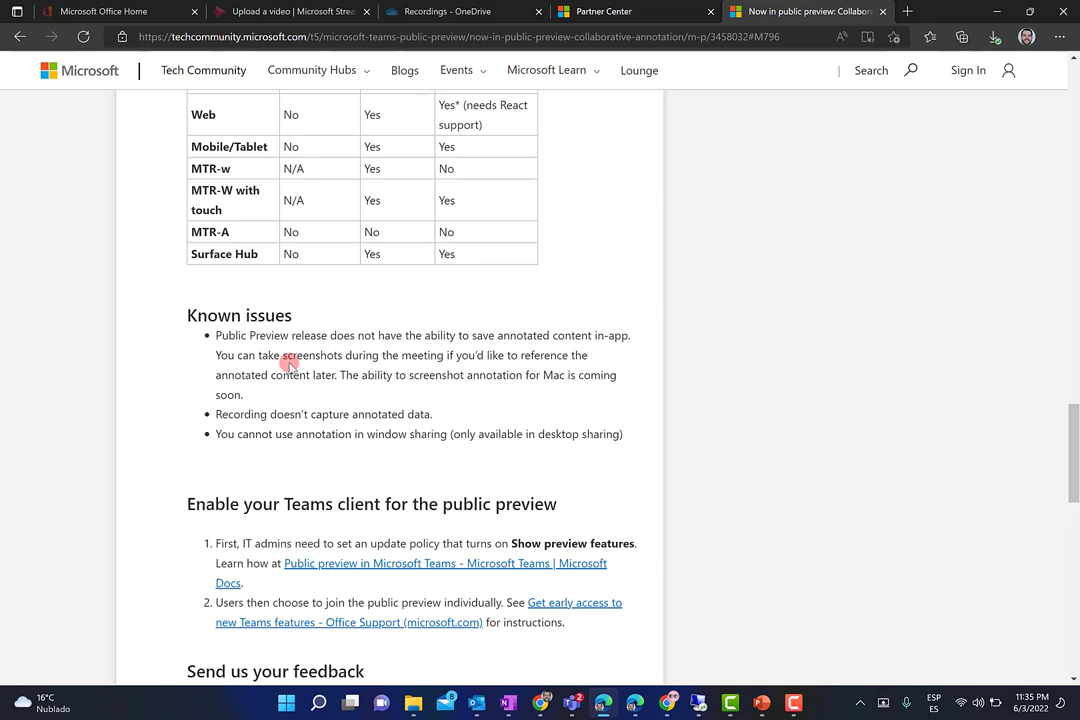 Microsoft Office Home
Upload a video | Microsoft Strea
Recordings - OneDrive
Partner Center
Now in public preview: Collabora
https://techcommunity.microsoft.com/t5/microsoft-teams-public-preview/now-in-public-preview-collaborative-annotation/m-p/3458032#M796
Microsoft
Tech Community
Community Hubs
Blogs
Events
Microsoft Learn
Lounge
Search
Sign In
Web No Yes Yes* (needs React
support)
Mobile/Tablet No Yes Yes
MTR-w N/A Yes No
MTR-W with
touch N/A Yes Yes
MTR-A No No No
Surface Hub No Yes Yes
Known issues
• Public Preview release does not have the ability to save annotated content in-app.
You can take screenshots during the meeting if you'd like to reference the
annotated content later. The ability to screenshot annotation for Mac is coming
soon.
• Recording doesn't capture annotated data.
• You cannot use annotation in window sharing (only available in desktop sharing)
Enable your Teams client for the public preview
1. First, IT admins need to set an update policy that turns on Show preview features.
Learn how at Public preview in Microsoft Teams - Microsoft Teams | Microsoft
Docs.
2. Users then choose to join the public preview individually. See Get early access to
new Teams features - Office Support (microsoft.com) for instructions.
Send us your feedback
16°C
Nublado
8
2
ESP
ES
11:35 PM
6/3/2022